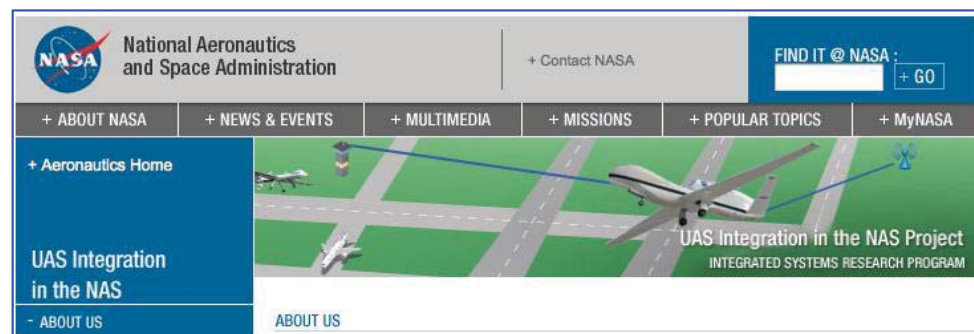 NASA
National Aeronautics
and Space Administration
+ Contact NASA
FIND IT @ NASA :
+ GO
+ ABOUT NASA
+ NEWS & EVENTS
+ MULTIMEDIA
+ MISSIONS
+ POPULAR TOPICS
+ MyNASA
+ Aeronautics Home
UAS Integration
in the NAS
- ABOUT US
UAS Integration in the NAS Project
INTEGRATED SYSTEMS RESEARCH PROGRAM
ABOUT US